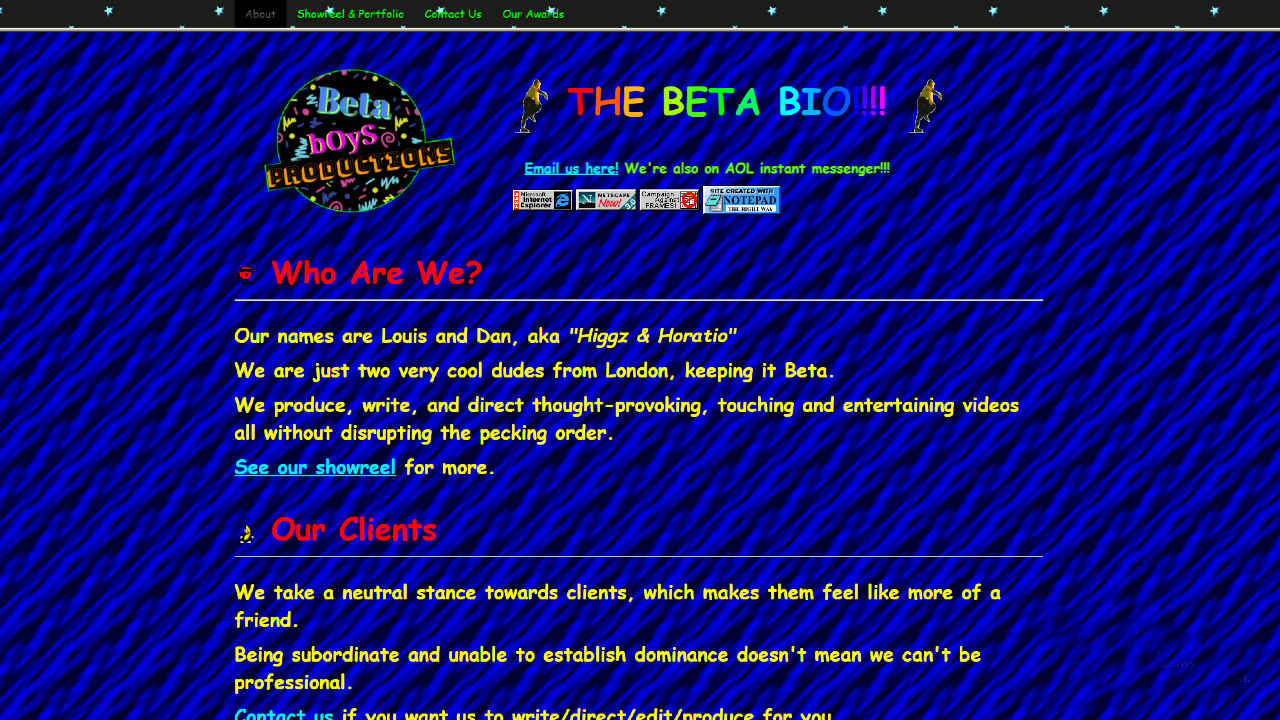 About Showreel & Portfolio Contact Us Our Awards
Beta
bOyS
PRODUCTIONS
THE BETA BIO!!!!
Email us here! We're also on AOL instant messenger!!!
Microsoft
Internet
Explorer
NETSCAPE
Now!
Campaign
Against
FRAMES!
SITE CREATED WITH
NOTEPAD
THE RIGHT WAY
Who Are We?
Our names are Louis and Dan, aka "Higgz & Horatio"
We are just two very cool dudes from London, keeping it Beta.
We produce, write, and direct thought-provoking, touching and entertaining videos
all without disrupting the pecking order.
See our showreel for more.
Our Clients
We take a neutral stance towards clients, which makes them feel like more of a
friend.
Being subordinate and unable to establish dominance doesn't mean we can't be
professional.
Contact us if you want us to write/direct/edit/produce for you